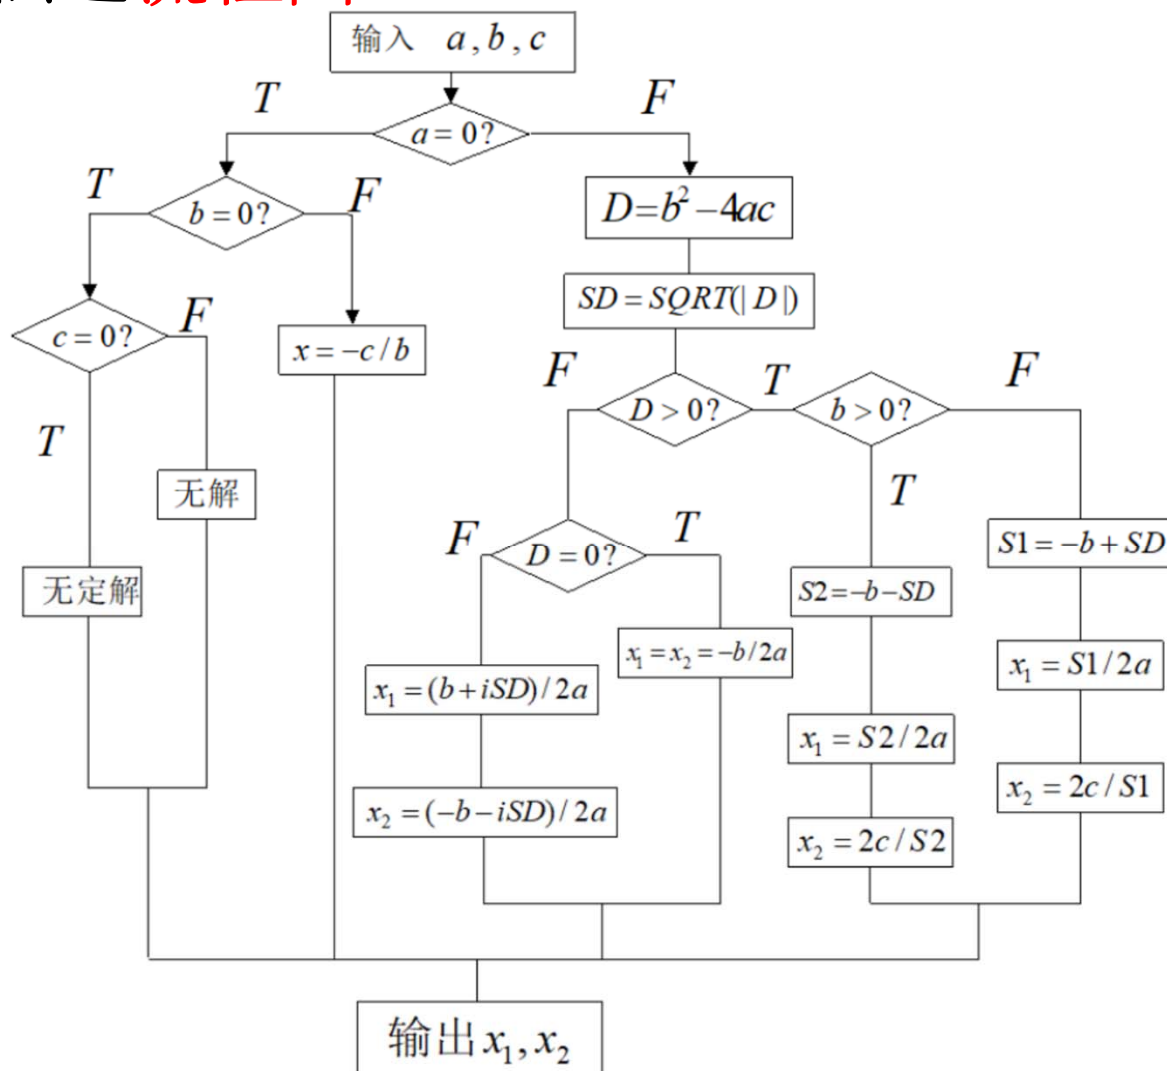 输入 a,b,c
T
F
a=0?
T
F
b=0?
D=b²−4ac
SD=SQRT(|D|)
c=0?
F
x=−c/b
F
T
F
D>0?
b>0?
T
无解
T
F
T
D=0?
S1=−b+SD
无定解
S2=−b−SD
x₁=x₂=−b/2a
x₁=S1/2a
x₁=(b+iSD)/2a
x₁=S2/2a
x₂=2c/S1
x₂=(−b−iSD)/2a
x₂=2c/S2
输出x₁,x₂